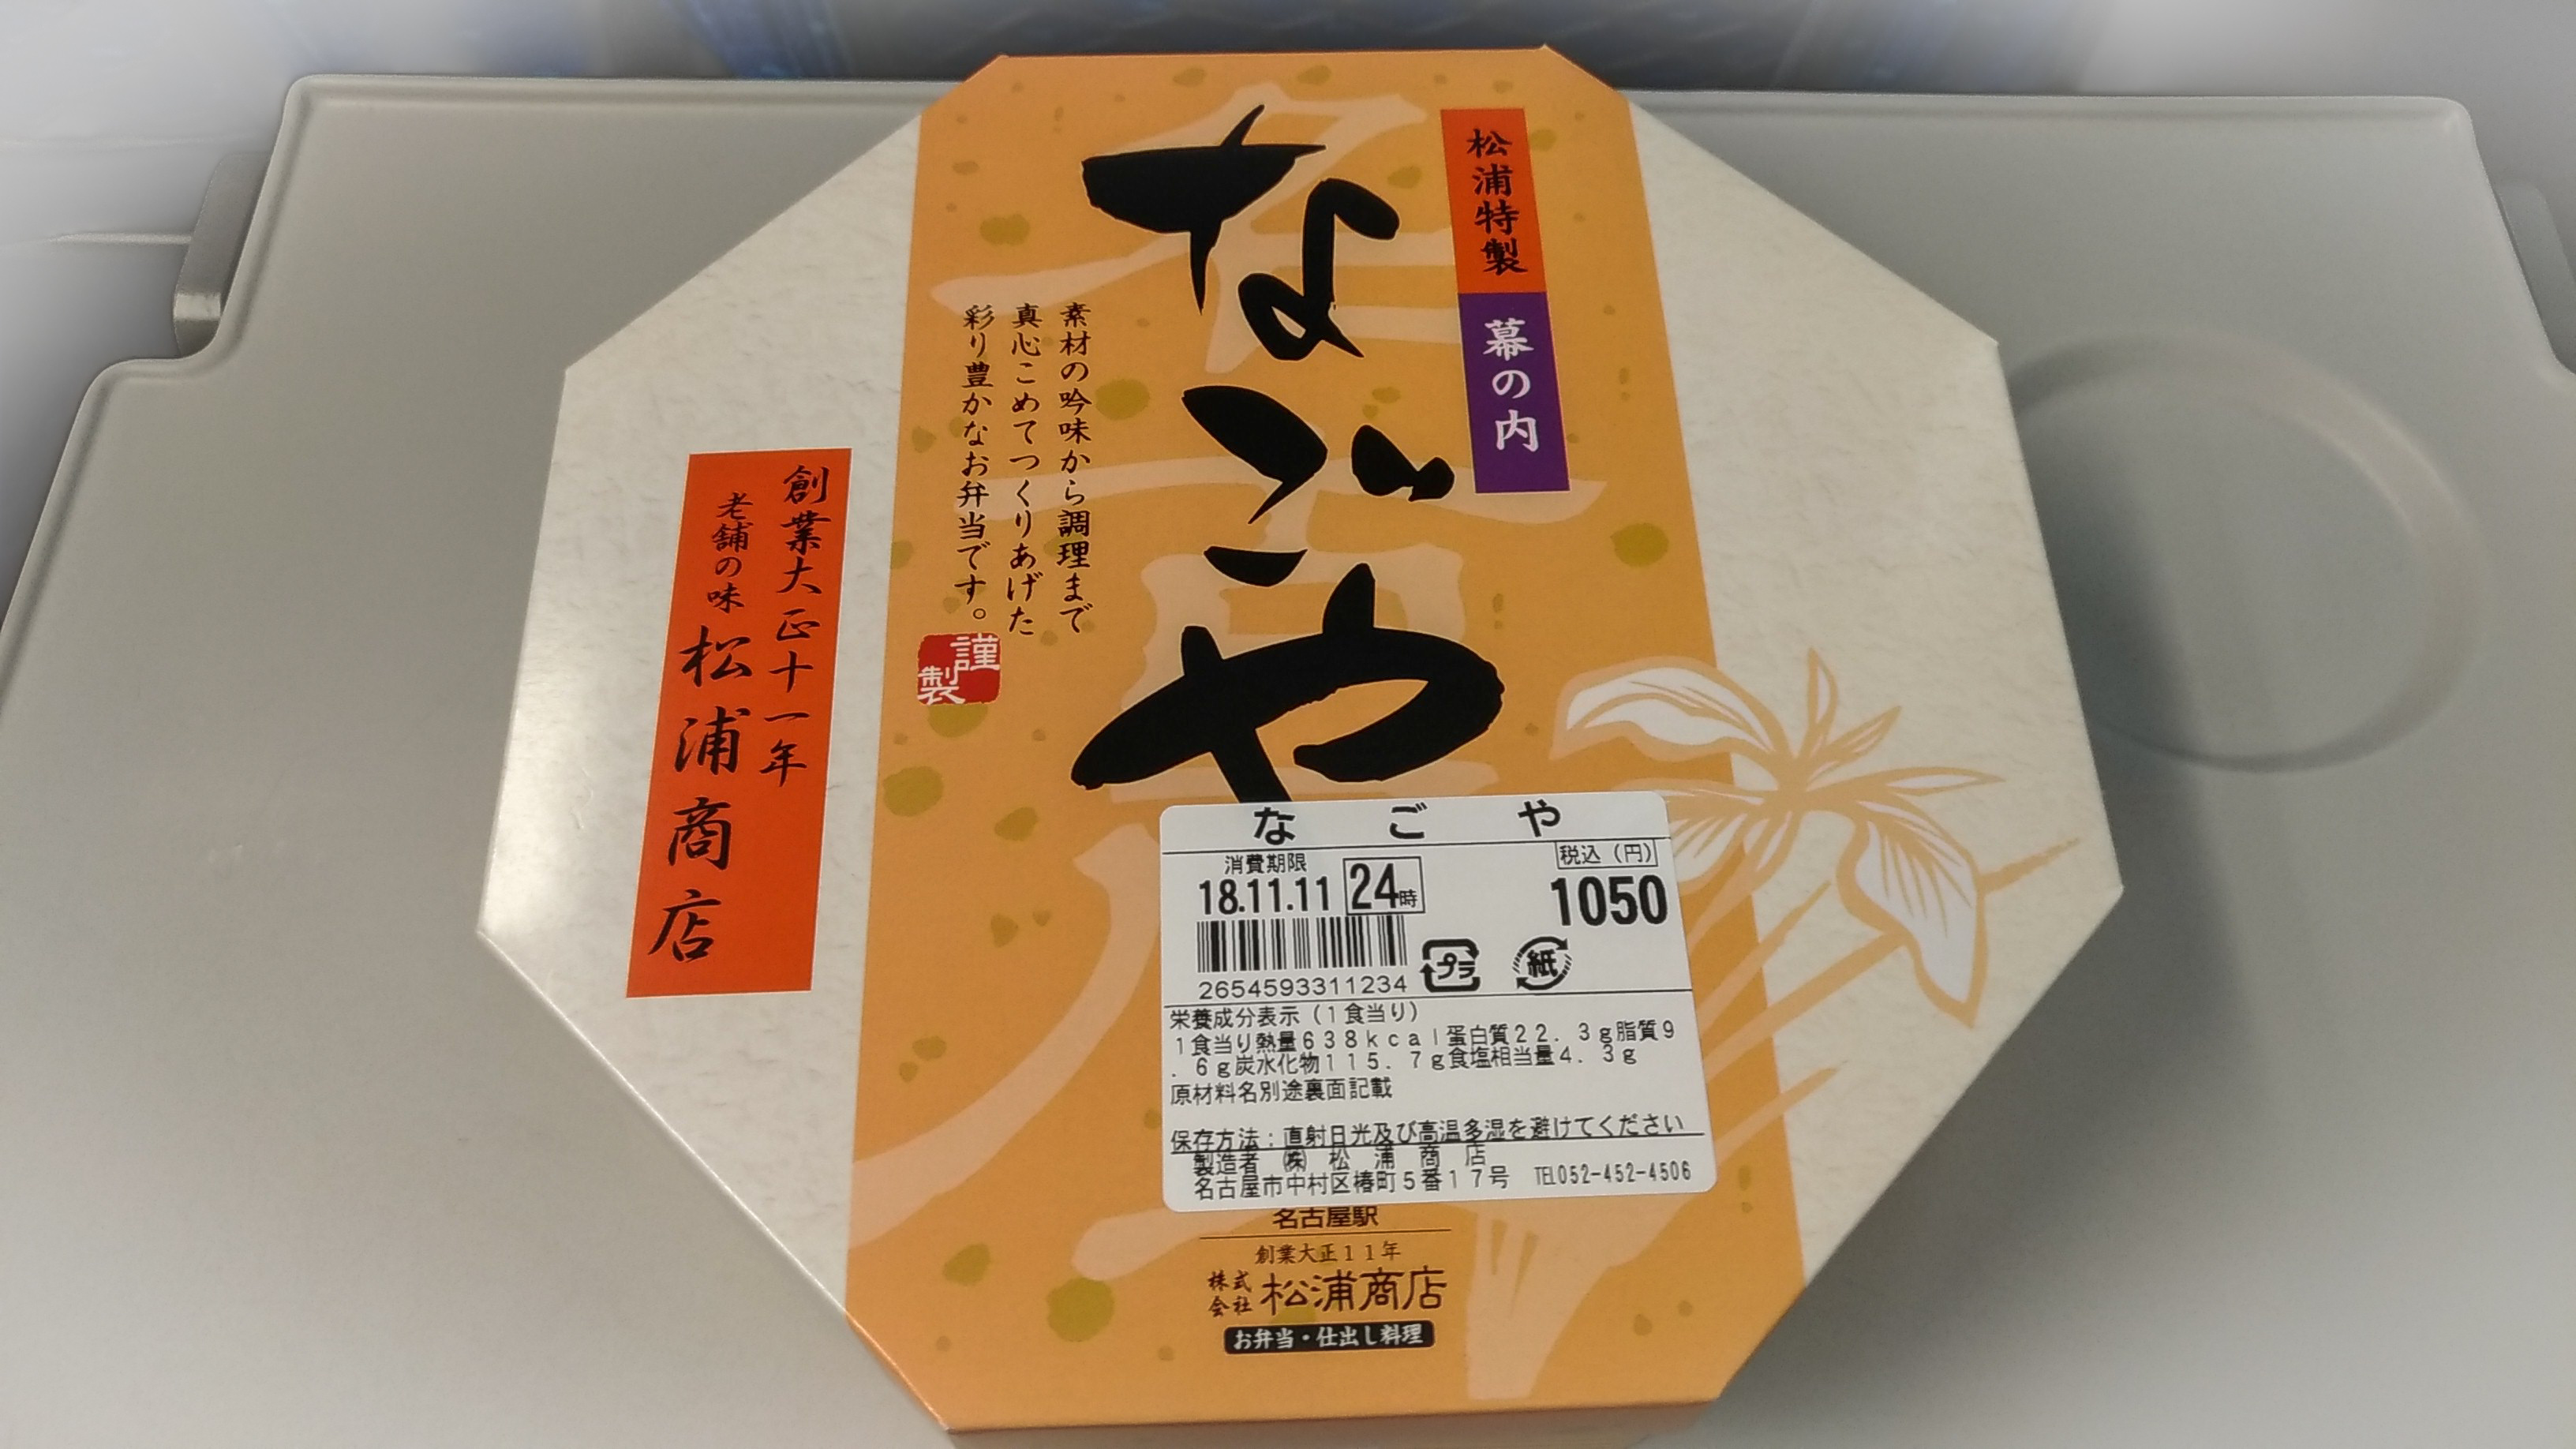 松浦特製
幕の内
なごや
素材の吟味から調理まで
真心こめてつくりあげた
彩り豊かなお弁当です。
謹製
創業大正十一年
老舗の味
松浦商店
なごや
消費期限
税込（円）
18.11.11 24時
1050
2654593311234
プラ
紙
栄養成分表示（1食当り）
1食当り熱量638kcal蛋白質22.3g脂質9
.6g炭水化物115.7g食塩相当量4.3g
原材料名別途裏面記載
保存方法：直射日光及び高温多湿を避けてください
製造者 ㈱ 松 浦 商 店
名古屋市中村区椿町5番17号 TEL052-452-4506
名古屋駅
創業大正11年
株式会社 松浦商店
お弁当・仕出し料理